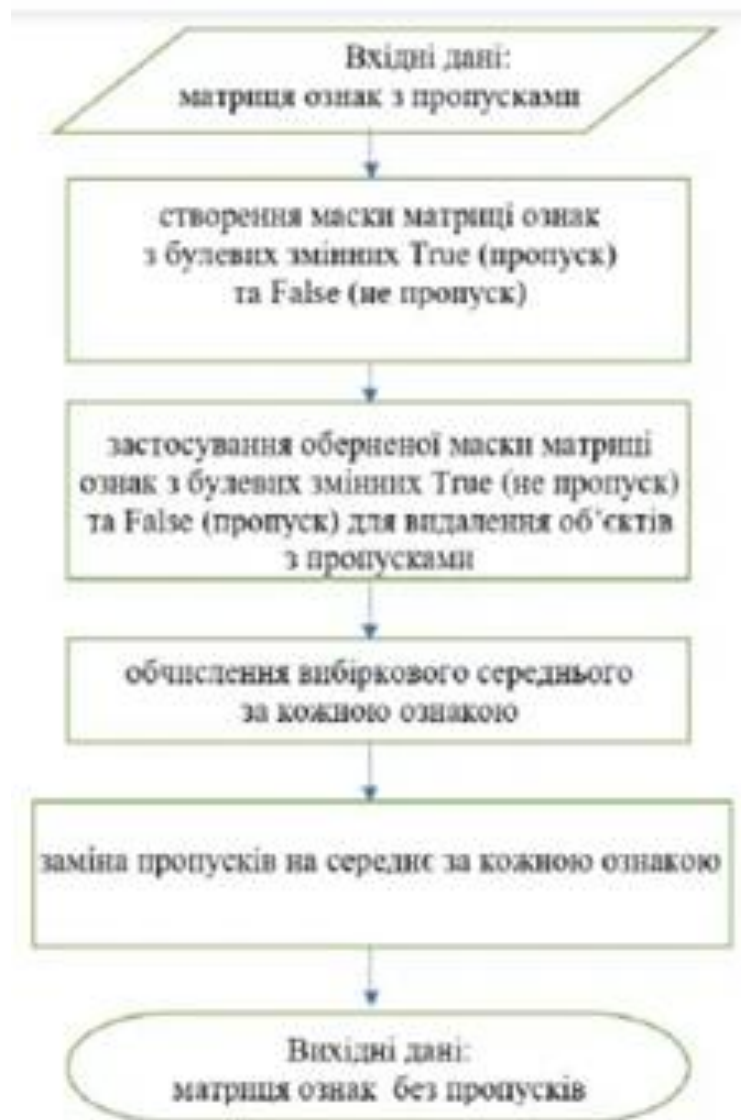 Вхідні дані:
матриця ознак з пропусками
створення маски матриці ознак
з булевих змінних True (пропуск)
та False (не пропуск)
застосування оберненої маски матриці
ознак з булевих змінних True (не пропуск)
та False (пропуск) для видалення об‘єктів
з пропусками
обчислення вибіркового середнього
за кожною ознакою
заміна пропусків на середнє за кожною ознакою
Вихідні дані:
матриця ознак без пропусків